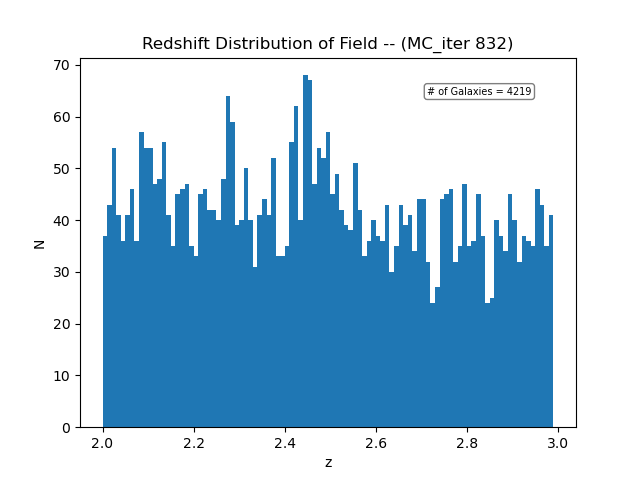 Redshift Distribution of Field -- (MC_iter 832)
# of Galaxies = 4219
70
60
50
40
30
20
10
0
N
2.0 2.2 2.4 2.6 2.8 3.0
z